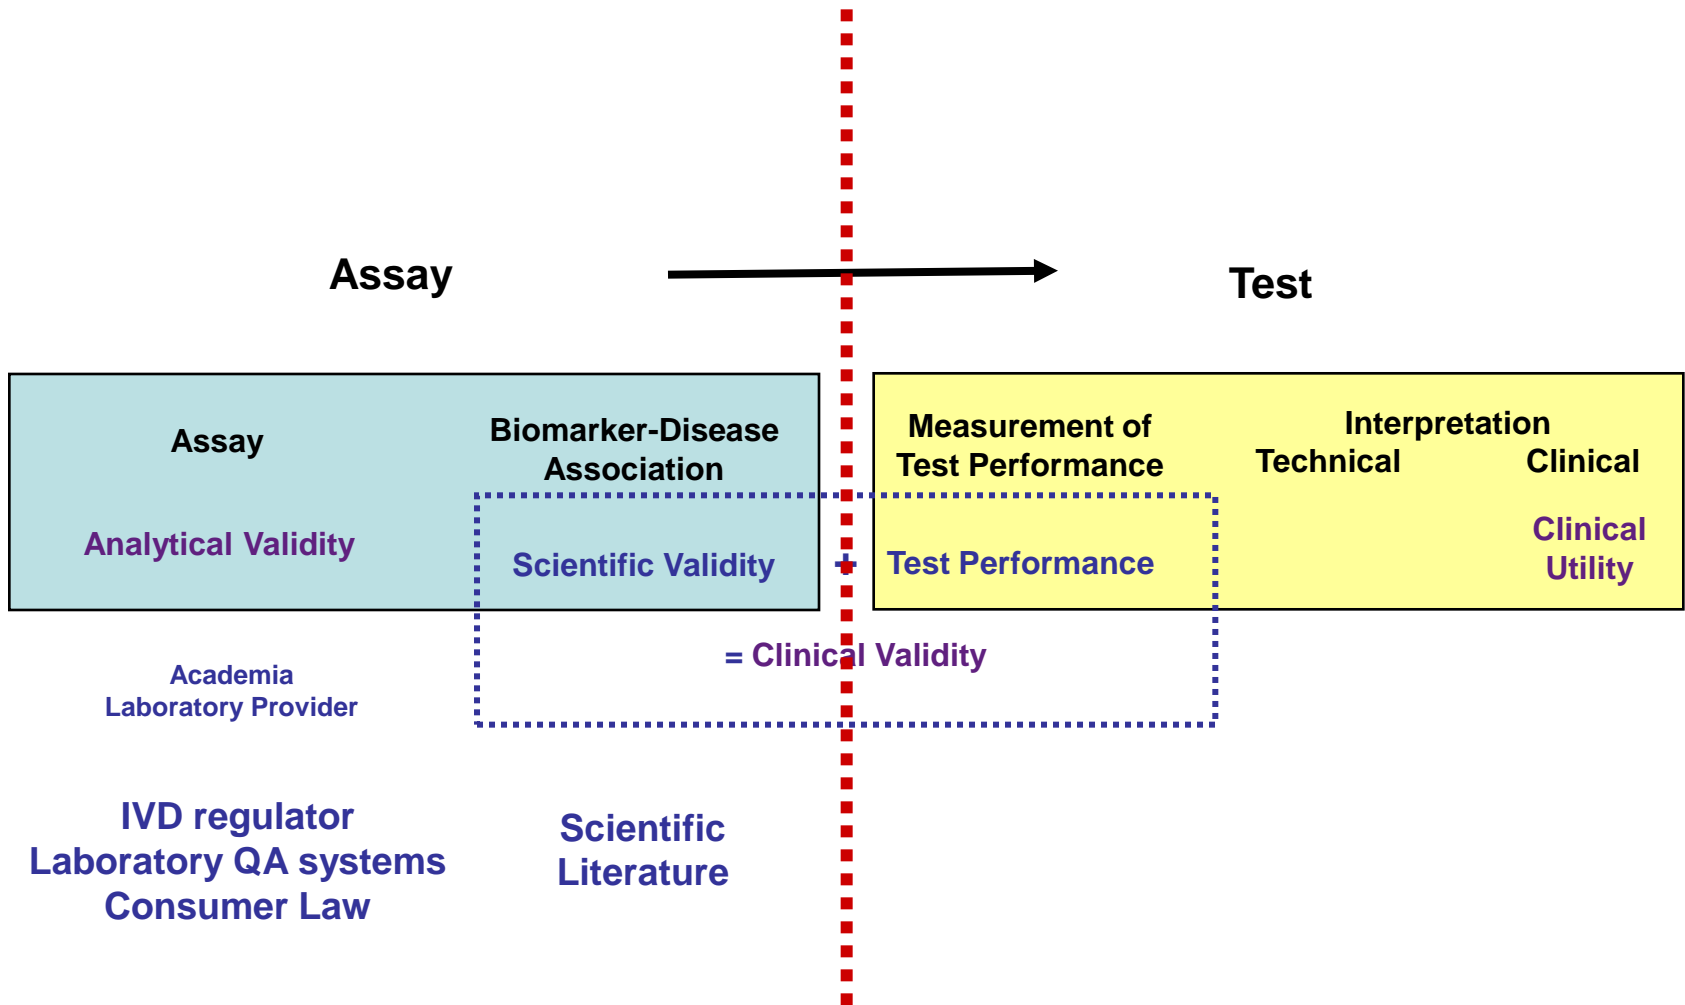 Assay
Test
Assay
Analytical Validity
Biomarker-Disease
Association
Scientific Validity
+
Measurement of
Test Performance
Test Performance
Interpretation
Technical
Clinical
Clinical
Utility
= Clinical Validity
Academia
Laboratory Provider
IVD regulator
Laboratory QA systems
Consumer Law
Scientific
Literature